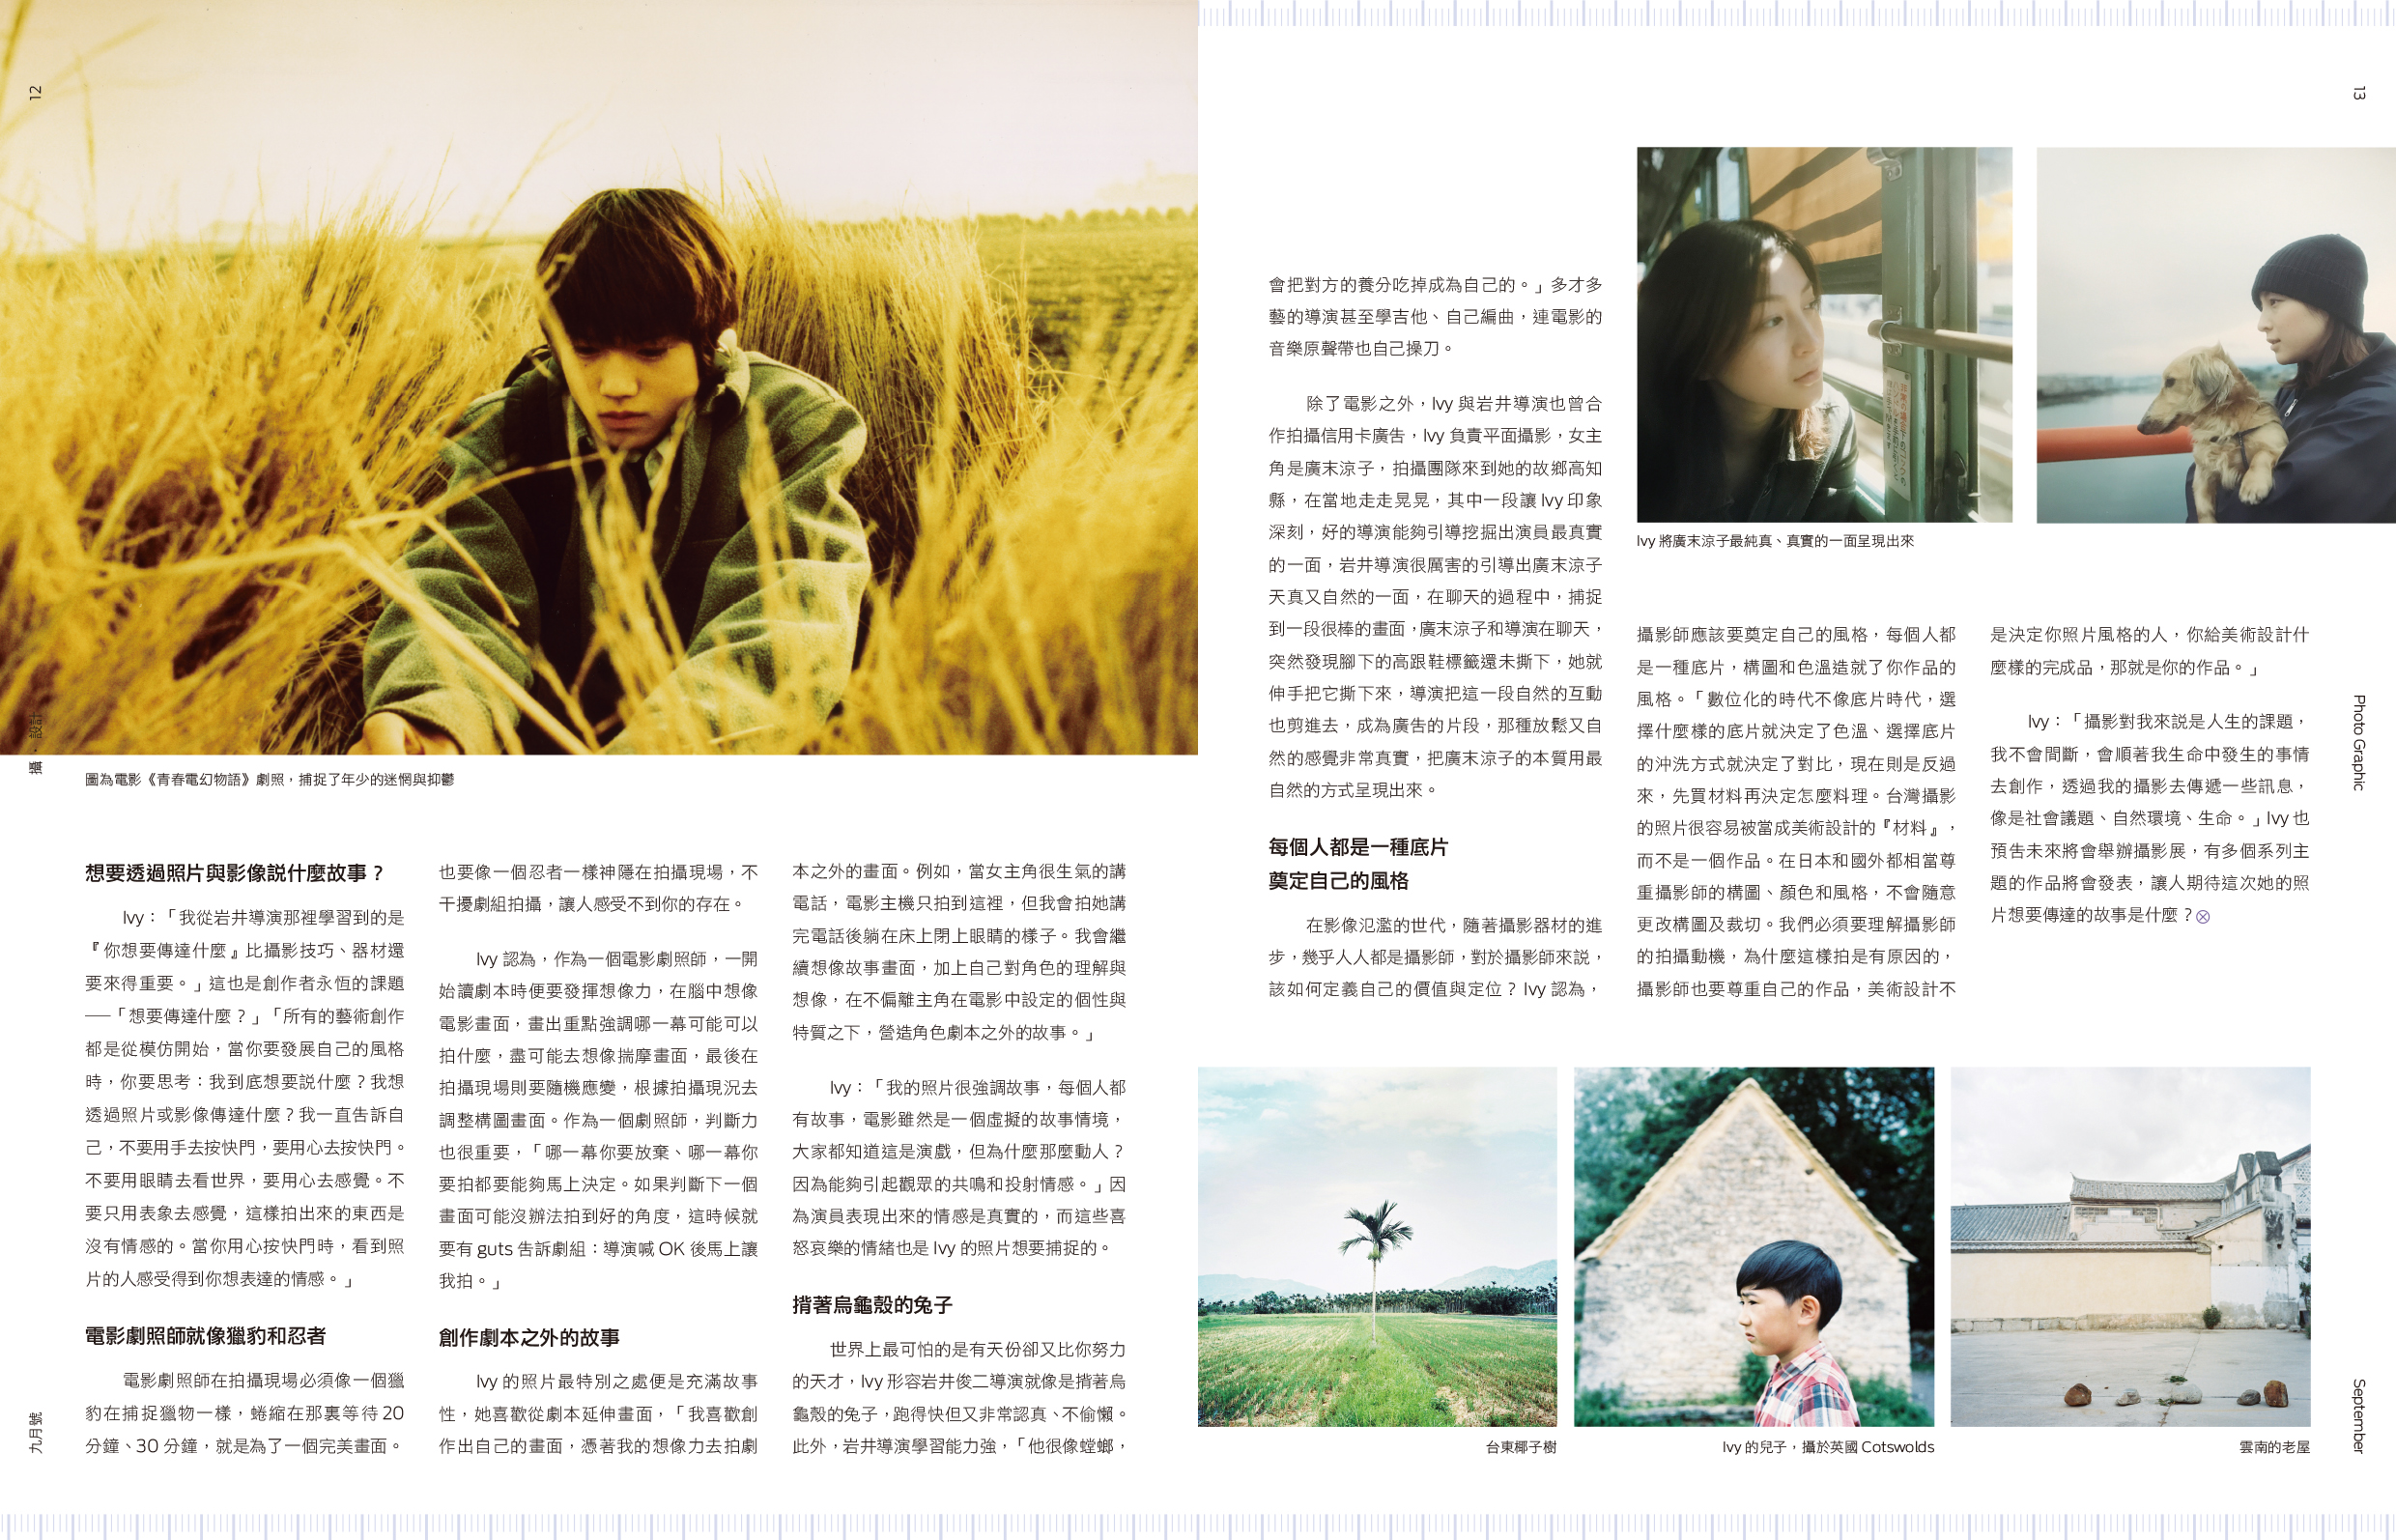 12
攝・設計
九月號
圖為電影《青春電幻物語》劇照，捕捉了年少的迷惘與抑鬱
想要透過照片與影像說什麼故事？
Ivy：「我從岩井導演那裡學習到的是
『你想要傳達什麼』比攝影技巧、器材還
要來得重要。」這也是創作者永恆的課題
──「想要傳達什麼？」「所有的藝術創作
都是從模仿開始，當你要發展自己的風格
時，你要思考：我到底想要說什麼？我想
透過照片或影像傳達什麼？我一直告訴自
己，不要用手去按快門，要用心去按快門。
不要用眼睛去看世界，要用心去感覺。不
要只用表象去感覺，這樣拍出來的東西是
沒有情感的。當你用心按快門時，看到照
片的人感受得到你想表達的情感。」
電影劇照師就像獵豹和忍者
電影劇照師在拍攝現場必須像一個獵
豹在捕捉獵物一樣，蜷縮在那裏等待 20
分鐘、30 分鐘，就是為了一個完美畫面。
也要像一個忍者一樣神隱在拍攝現場，不
干擾劇組拍攝，讓人感受不到你的存在。
Ivy 認為，作為一個電影劇照師，一開
始讀劇本時便要發揮想像力，在腦中想像
電影畫面，畫出重點強調哪一幕可能可以
拍什麼，盡可能去想像揣摩畫面，最後在
拍攝現場則要隨機應變，根據拍攝現況去
調整構圖畫面。作為一個劇照師，判斷力
也很重要，「哪一幕你要放棄、哪一幕你
要拍都要能夠馬上決定。如果判斷下一個
畫面可能沒辦法拍到好的角度，這時候就
要有 guts 告訴劇組：導演喊 OK 後馬上讓
我拍。」
創作劇本之外的故事
Ivy 的照片最特別之處便是充滿故事
性，她喜歡從劇本延伸畫面，「我喜歡創
作出自己的畫面，憑著我的想像力去拍劇
本之外的畫面。例如，當女主角很生氣的講
電話，電影主機只拍到這裡，但我會拍她講
完電話後躺在床上閉上眼睛的樣子。我會繼
續想像故事畫面，加上自己對角色的理解與
想像，在不偏離主角在電影中設定的個性與
特質之下，營造角色劇本之外的故事。」
Ivy：「我的照片很強調故事，每個人都
有故事，電影雖然是一個虛擬的故事情境，
大家都知道這是演戲，但為什麼那麼動人？
因為能夠引起觀眾的共鳴和投射情感。」因
為演員表現出來的情感是真實的，而這些喜
怒哀樂的情緒也是 Ivy 的照片想要捕捉的。
揹著烏龜殼的兔子
世界上最可怕的是有天份卻又比你努力
的天才，Ivy 形容岩井俊二導演就像是揹著烏
龜殼的兔子，跑得快但又非常認真、不偷懶。
此外，岩井導演學習能力強，「他很像螳螂，
會把對方的養分吃掉成為自己的。」多才多
藝的導演甚至學吉他、自己編曲，連電影的
音樂原聲帶也自己操刀。
除了電影之外，Ivy 與岩井導演也曾合
作拍攝信用卡廣告，Ivy 負責平面攝影，女主
角是廣末涼子，拍攝團隊來到她的故鄉高知
縣，在當地走走晃晃，其中一段讓 Ivy 印象
深刻，好的導演能夠引導挖掘出演員最真實
的一面，岩井導演很厲害的引導出廣末涼子
天真又自然的一面，在聊天的過程中，捕捉
到一段很棒的畫面，廣末涼子和導演在聊天，
突然發現腳下的高跟鞋標籤還未撕下，她就
伸手把它撕下來，導演把這一段自然的互動
也剪進去，成為廣告的片段，那種放鬆又自
然的感覺非常真實，把廣末涼子的本質用最
自然的方式呈現出來。
每個人都是一種底片
奠定自己的風格
在影像氾濫的世代，隨著攝影器材的進
步，幾乎人人都是攝影師，對於攝影師來說，
該如何定義自己的價值與定位？ Ivy 認為，
Ivy 將廣末涼子最純真、真實的一面呈現出來
攝影師應該要奠定自己的風格，每個人都
是一種底片，構圖和色溫造就了你作品的
風格。「數位化的時代不像底片時代，選
擇什麼樣的底片就決定了色溫、選擇底片
的沖洗方式就決定了對比，現在則是反過
來，先買材料再決定怎麼料理。台灣攝影
的照片很容易被當成美術設計的『材料』，
而不是一個作品。在日本和國外都相當尊
重攝影師的構圖、顏色和風格，不會隨意
更改構圖及裁切。我們必須要理解攝影師
的拍攝動機，為什麼這樣拍是有原因的，
攝影師也要尊重自己的作品，美術設計不
是決定你照片風格的人，你給美術設計什
麼樣的完成品，那就是你的作品。」
Ivy：「攝影對我來說是人生的課題，
我不會間斷，會順著我生命中發生的事情
去創作，透過我的攝影去傳遞一些訊息，
像是社會議題、自然環境、生命。」Ivy 也
預告未來將會舉辦攝影展，有多個系列主
題的作品將會發表，讓人期待這次她的照
片想要傳達的故事是什麼？
台東椰子樹
Ivy 的兒子，攝於英國 Cotswolds
雲南的老屋
13
Photo Graphic
September